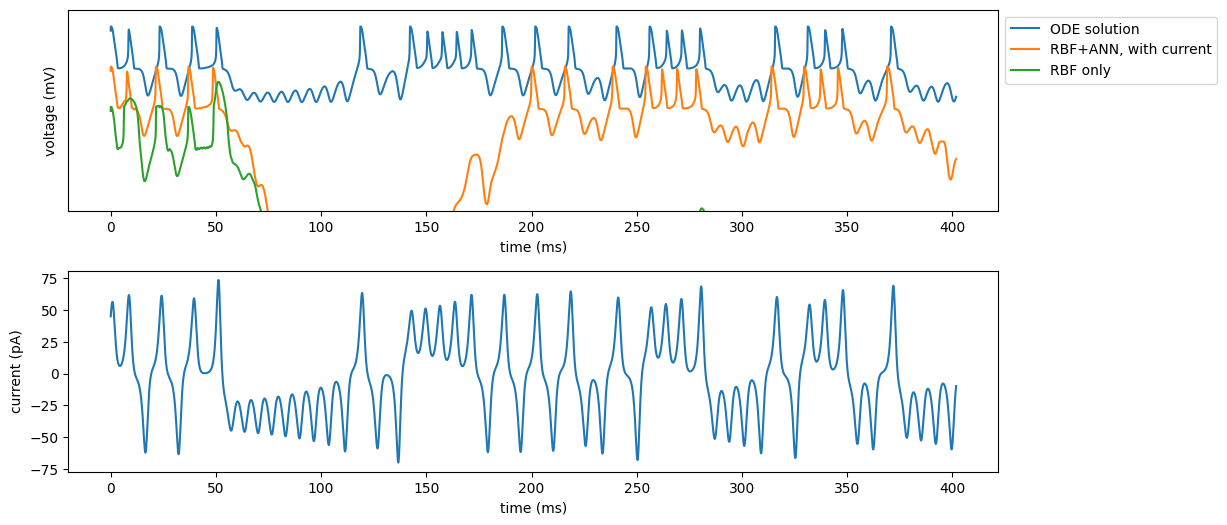 ODE solution
RBF+ANN, with current
RBF only
voltage (mV)
0 50 100 150 200 250 300 350 400
time (ms)
75
50
25
0
−25
−50
−75
current (pA)
0 50 100 150 200 250 300 350 400
time (ms)